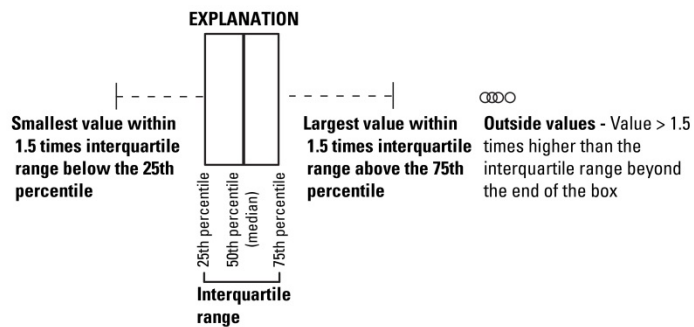 EXPLANATION
Smallest value within
1.5 times interquartile
range below the 25th
percentile
Largest value within
1.5 times interquartile
range above the 75th
percentile
Outside values - Value > 1.5
times higher than the
interquartile range beyond
the end of the box
25th percentile
50th percentile
(median)
75th percentile
Interquartile
range